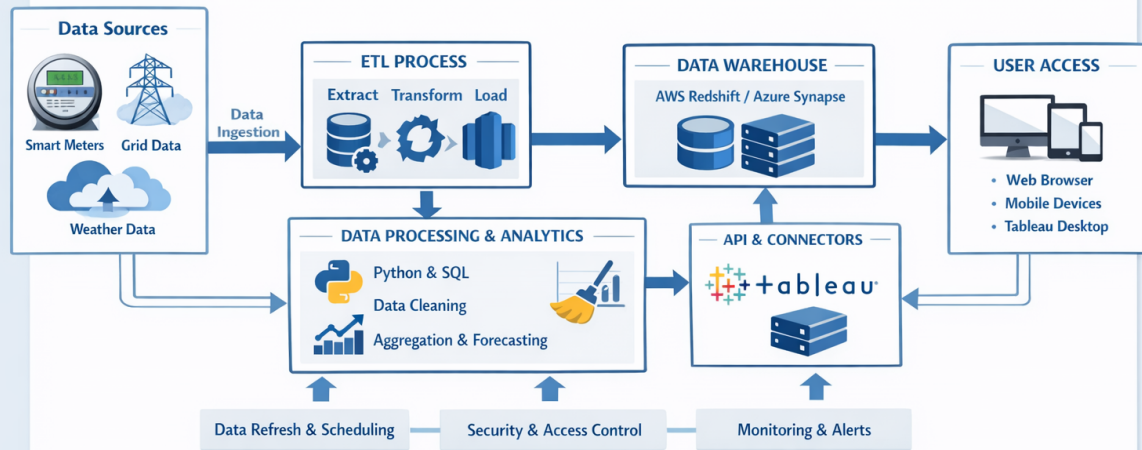 Data Sources
Smart Meters
Grid Data
Weather Data
Data
Ingestion
ETL PROCESS
Extract Transform Load
DATA WAREHOUSE
AWS Redshift / Azure Synapse
USER ACCESS
• Web Browser
• Mobile Devices
• Tableau Desktop
DATA PROCESSING & ANALYTICS
Python & SQL
Data Cleaning
Aggregation & Forecasting
API & CONNECTORS
+ableau
Data Refresh & Scheduling
Security & Access Control
Monitoring & Alerts